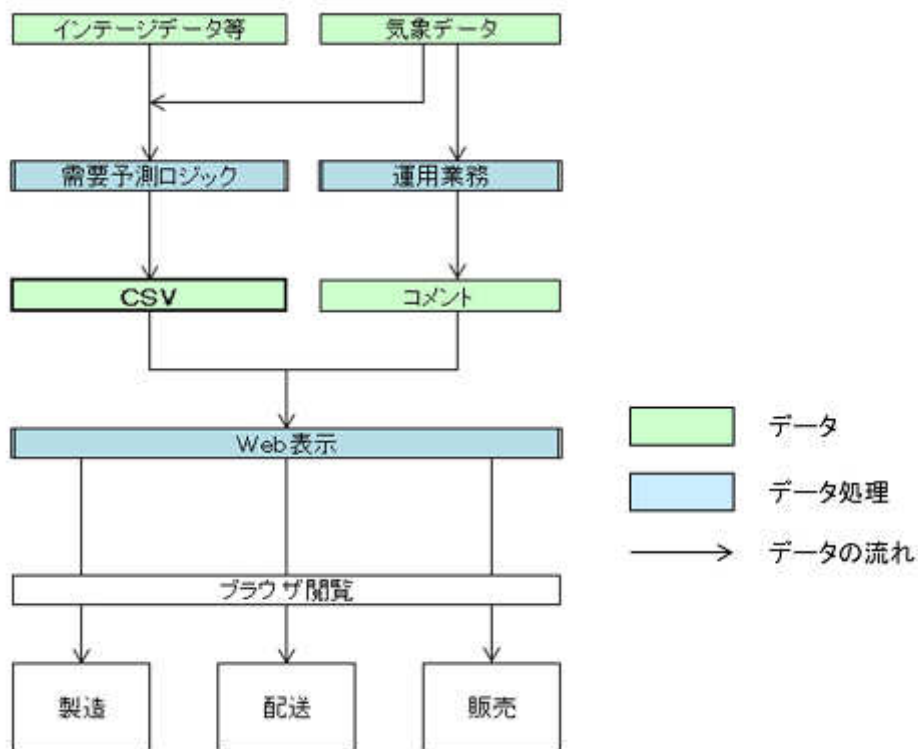 インテージデータ等
気象データ
需要予測ロジック
運用業務
CSV
コメント
Web表示
データ
データ処理
データの流れ
ブラウザ閲覧
製造
配送
販売